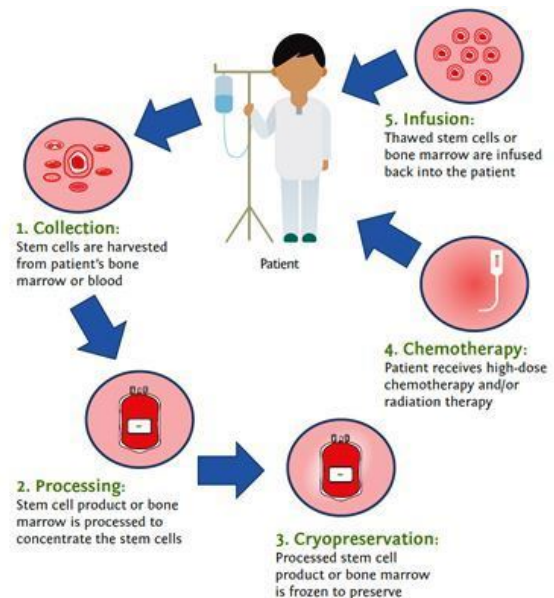 Patient
1. Collection:
Stem cells are harvested
from patient's bone
marrow or blood
2. Processing:
Stem cell product or bone
marrow is processed to
concentrate the stem cells
3. Cryopreservation:
Processed stem cell
product or bone marrow
is frozen to preserve
4. Chemotherapy:
Patient receives high-dose
chemotherapy and/or
radiation therapy
5. Infusion:
Thawed stem cells or
bone marrow are infused
back into the patient